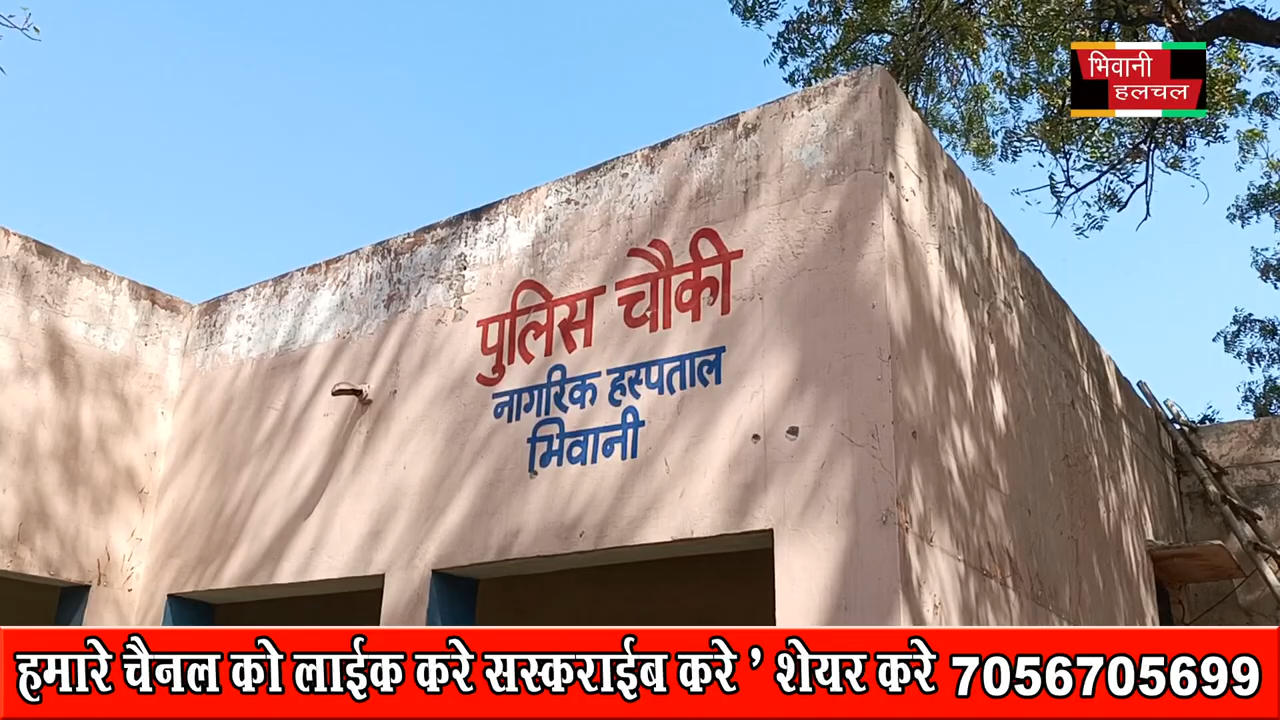 भिवानी
हलचल
पुलिस चौकी
नागरिक हस्पताल
भिवानी
हमारे चैनल को लाईक करे सस्कराईब करे ’ शेयर करे 7056705699